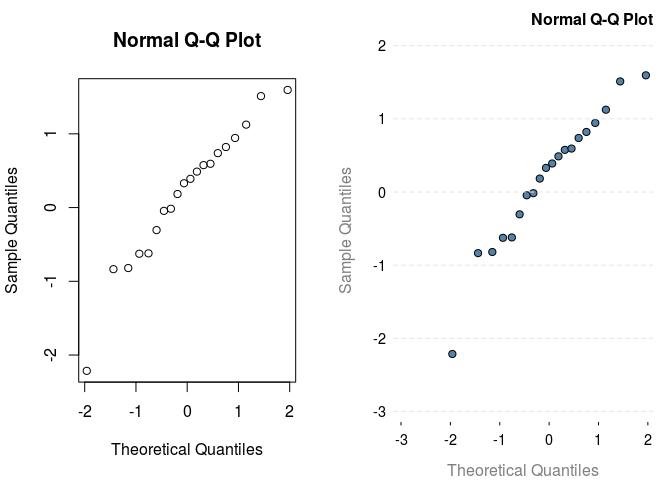 Normal Q-Q Plot
Sample Quantiles
1
0
-1
-2
-2 -1 0 1 2
Theoretical Quantiles
Normal Q-Q Plot
Sample Quantiles
2
1
0
-1
-2
-3
-3 -2 -1 0 1 2
Theoretical Quantiles